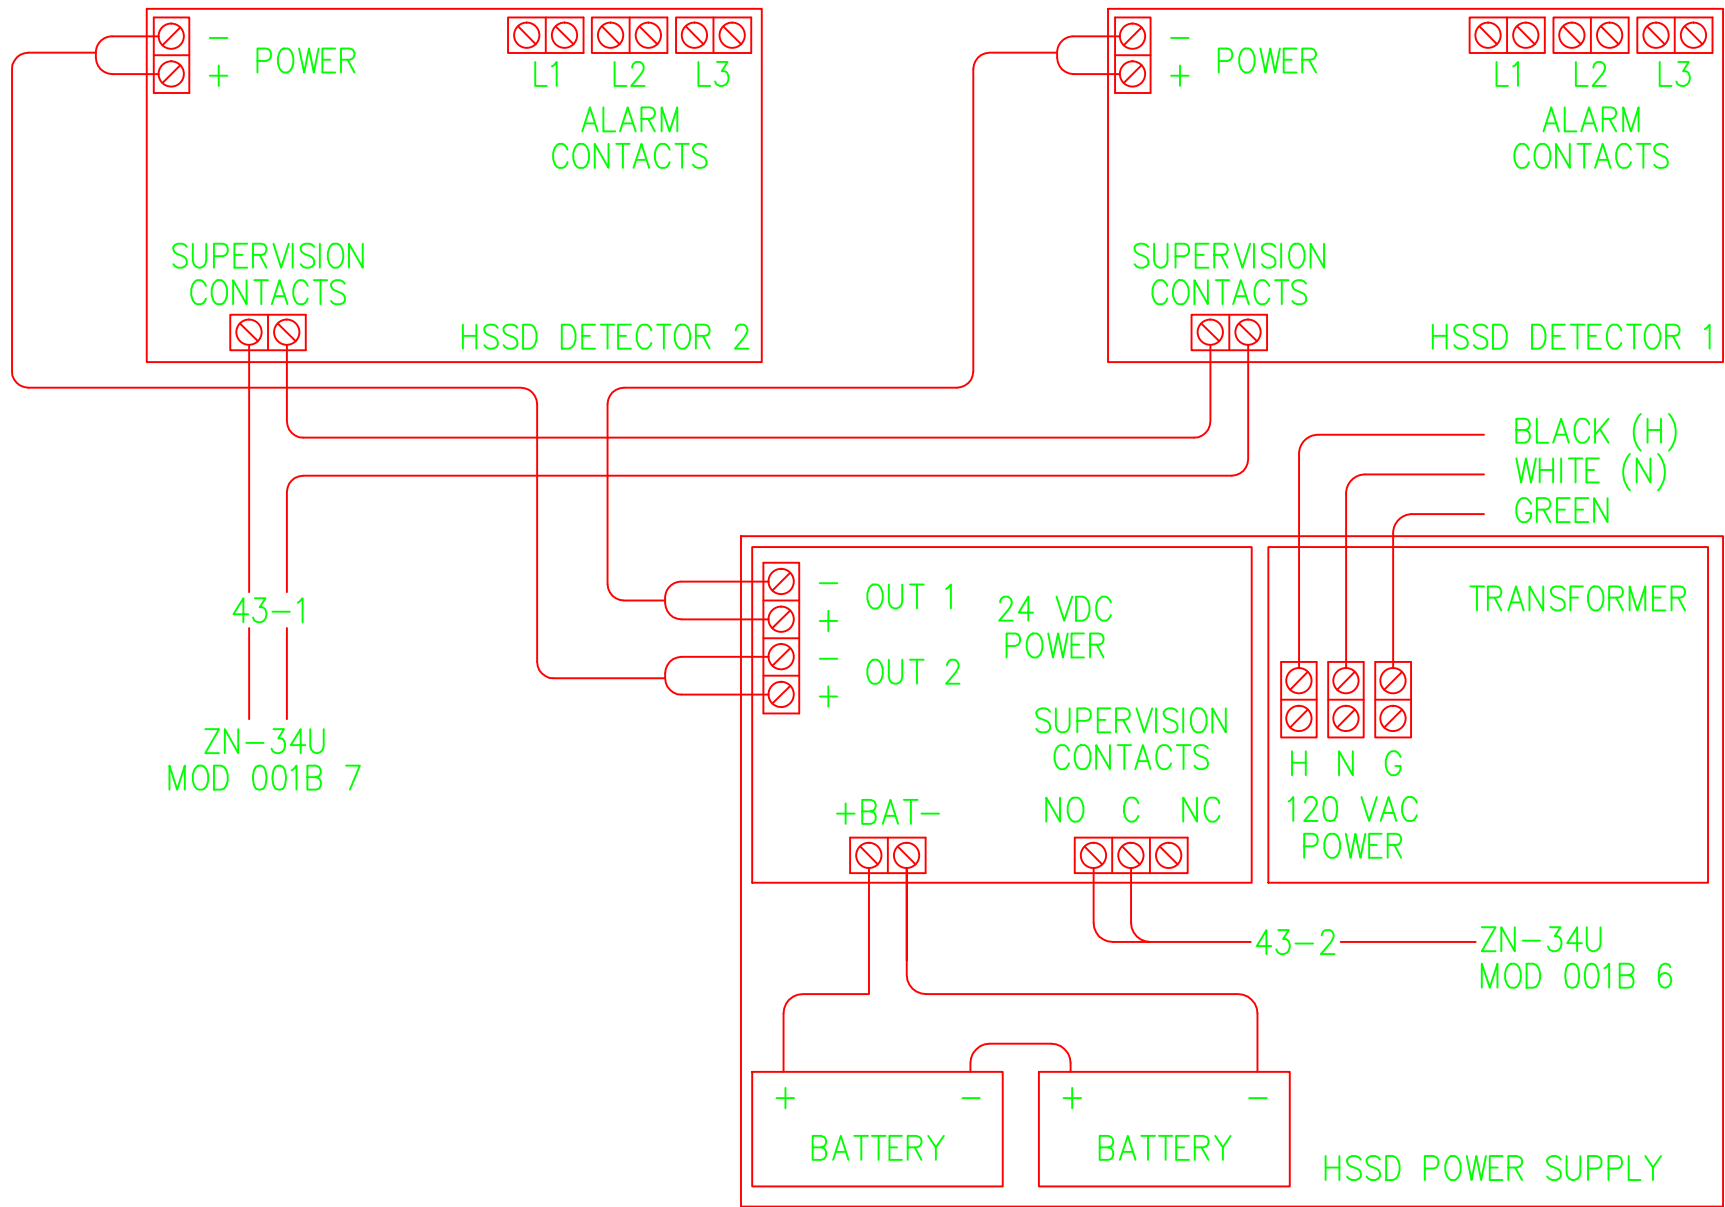 -
+
POWER
L1 L2 L3
ALARM
CONTACTS
SUPERVISION
CONTACTS
HSSD DETECTOR 2
-
+
POWER
L1 L2 L3
ALARM
CONTACTS
SUPERVISION
CONTACTS
HSSD DETECTOR 1
BLACK (H)
WHITE (N)
GREEN
43-1
ZN-34U
MOD 001B 7
- OUT 1
+
- OUT 2
+
24 VDC
POWER
SUPERVISION
CONTACTS
NO C NC
+BAT-
TRANSFORMER
H N G
120 VAC
POWER
43-2
ZN-34U
MOD 001B 6
+ -
BATTERY
+ -
BATTERY
HSSD POWER SUPPLY